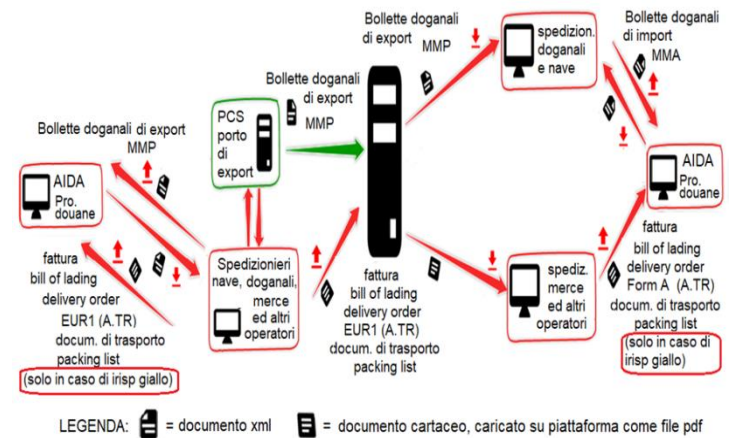 Bollette doganali
di export
MMP
spedizion.
doganali
e nave
Bollette doganali
di import
MMA
Bollette doganali
di export
MMP
PCS
porto
di
export
Bollette doganali di export
MMP
AIDA
Pro.
douane
AIDA
Pro.
douane
fattura
bill of lading
delivery order
EUR1 (A.TR)
docum. di trasporto
packing list
(solo in caso di irisp giallo)
Spedizionieri
nave, doganali,
merce
ed altri
operatori
fattura
bill of lading
delivery order
EUR1 (A.TR)
docum. di trasporto
packing list
spediz.
merce
ed altri
operatori
fattura
bill of lading
delivery order
Form A (A.TR)
docum. di trasporto
packing list
(solo in caso di
irisp giallo)
LEGENDA: = documento xml = documento cartaceo, caricato su piattaforma come file pdf